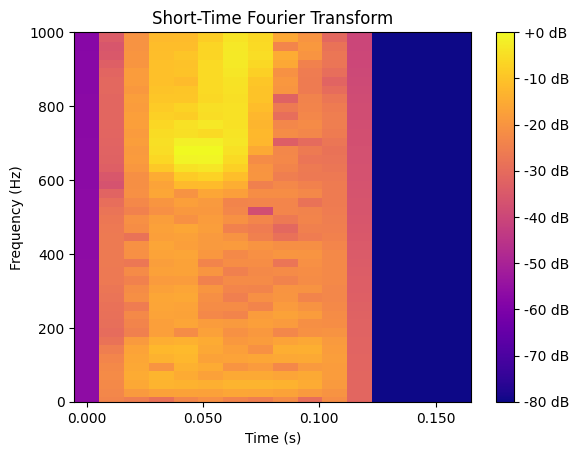 Short-Time Fourier Transform
1000
800
600
400
200
0
Frequency (Hz)
0.000
0.050
0.100
0.150
Time (s)
+0 dB
-10 dB
-20 dB
-30 dB
-40 dB
-50 dB
-60 dB
-70 dB
-80 dB